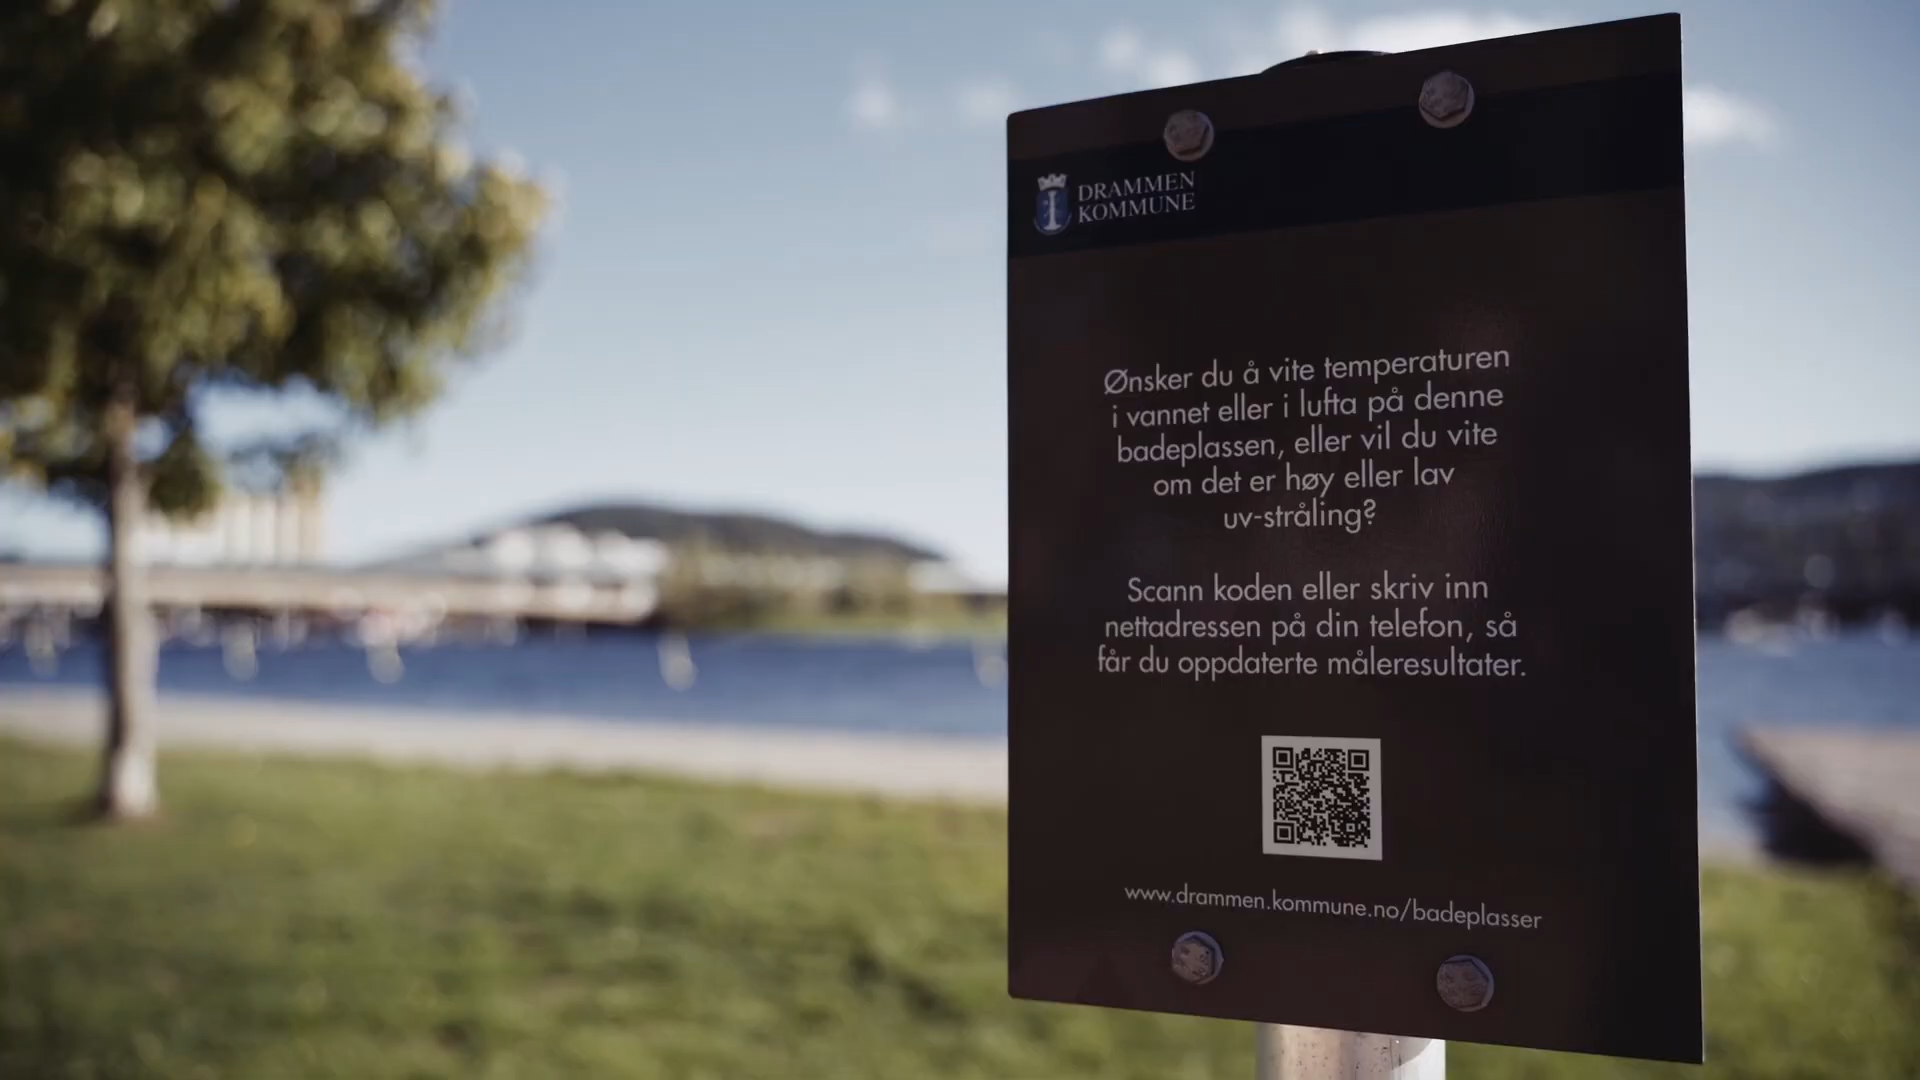 DRAMMEN
KOMMUNE
Ønsker du å vite temperaturen
i vannet eller i lufta på denne
badeplassen, eller vil du vite
om det er høy eller lav
uv-stråling?
Scann koden eller skriv inn
nettadressen på din telefon, så
får du oppdaterte måleresultater.
www.drammen.kommune.no/badeplasser